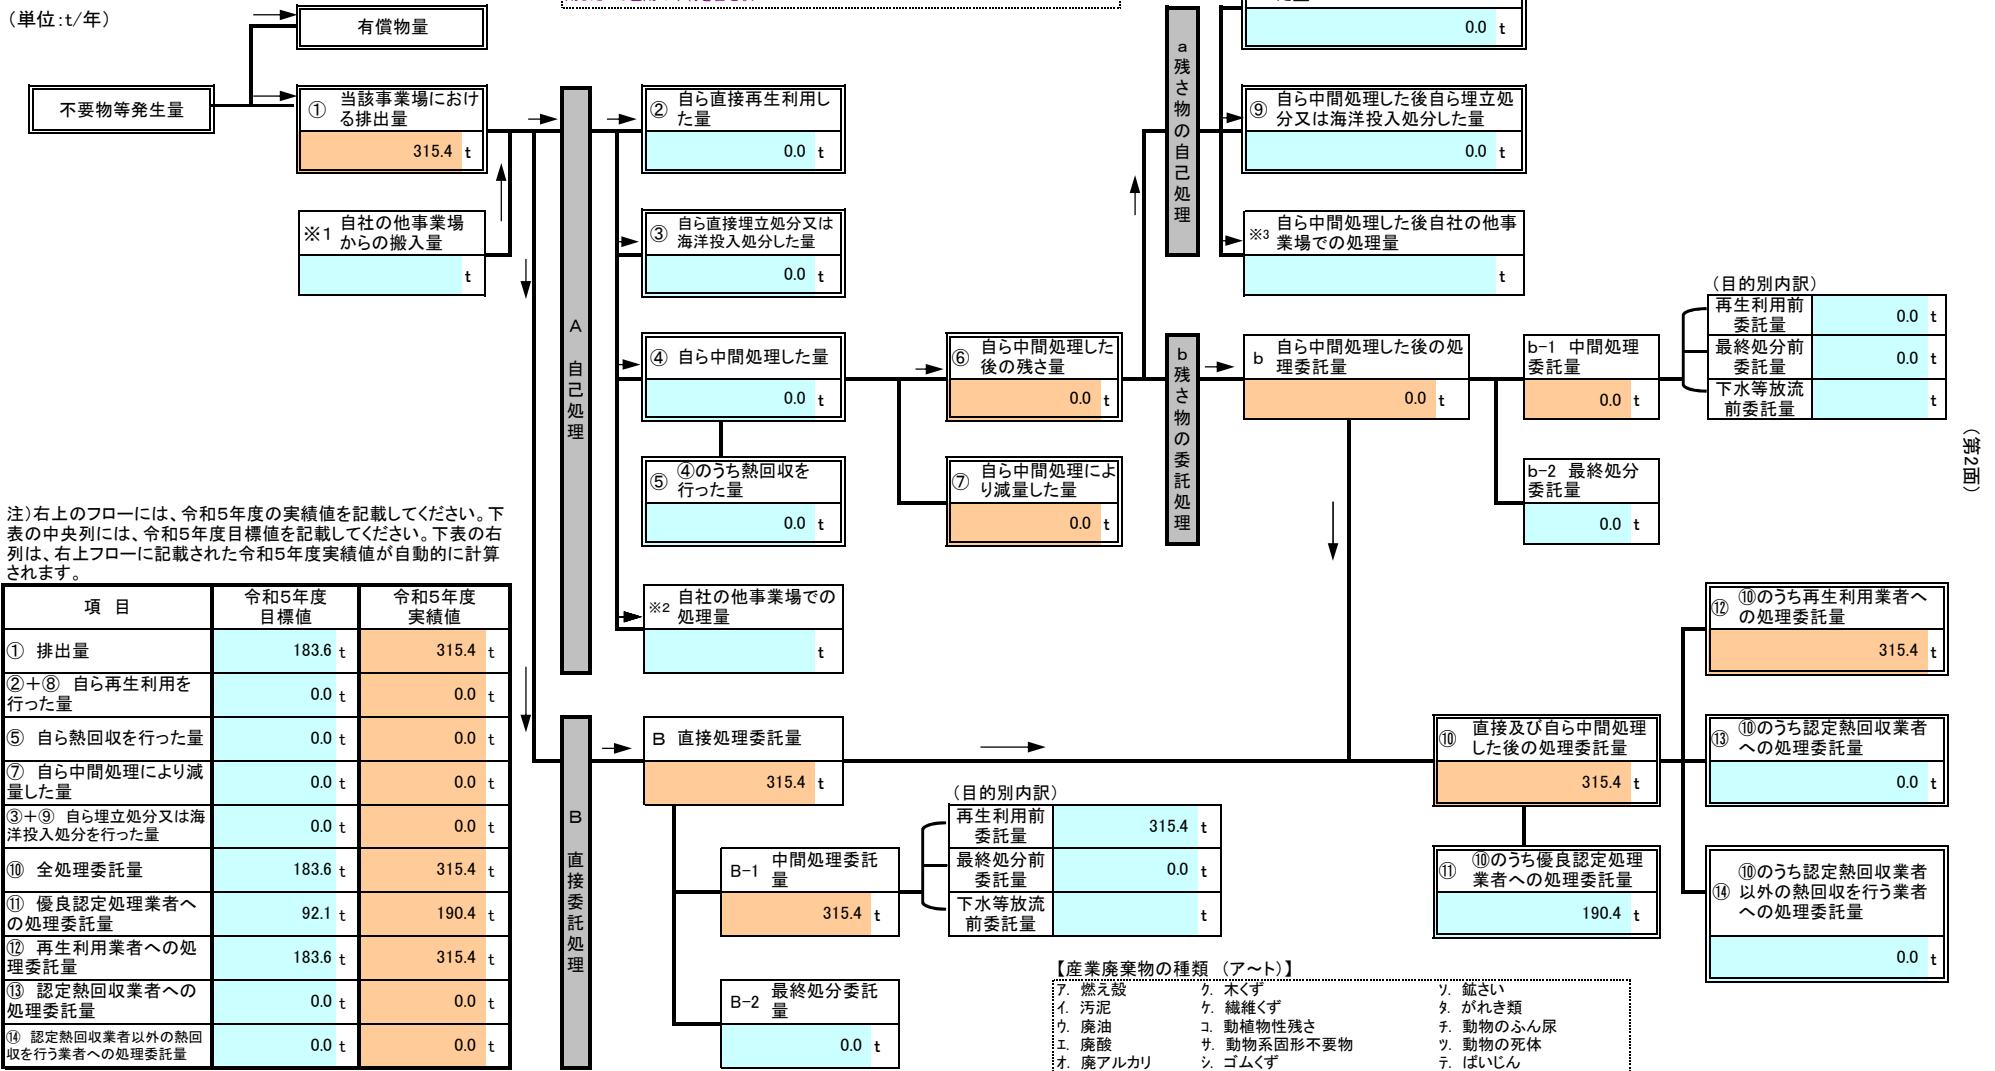 （単位:t/年）
有償物量
不要物等発生量
① 当該事業場におけ
る排出量
315.4 t
※1 自社の他事業場
からの搬入量
t
A 自己処理
② 自ら直接再生利用し
た量
0.0 t
③ 自ら直接埋立処分又は
海洋投入処分した量
0.0 t
④ 自ら中間処理した量
0.0 t
⑤ ④のうち熱回収を
行った量
0.0 t
※2 自社の他事業場での
処理量
t
⑥ 自ら中間処理した
後の残さ量
0.0 t
⑦ 自ら中間処理によ
り減量した量
0.0 t
a 残さ物の自己処理
0.0 t
⑨ 自ら中間処理した後自ら埋立処
分又は海洋投入処分した量
0.0 t
※3 自ら中間処理した後自社の他事
業場での処理量
t
b 残さ物の委託処理
b 自ら中間処理した後の処
理委託量
0.0 t
b-1 中間処理
委託量
0.0 t
b-2 最終処分
委託量
0.0 t
（目的別内訳）
再生利用前
委託量
0.0 t
最終処分前
委託量
0.0 t
下水等放流
前委託量
t
（第2面）
注）右上のフローには、令和5年度の実績値を記載してください。下
表の中央列には、令和5年度目標値を記載してください。下表の右
列は、右上フローに記載された令和5年度実績値が自動的に計算
されます。
項 目 令和5年度 目標値 令和5年度 実績値
① 排出量 183.6 t 315.4 t
②+⑧ 自ら再生利用を
行った量 0.0 t 0.0 t
⑤ 自ら熱回収を行った量 0.0 t 0.0 t
⑦ 自ら中間処理により減
量した量 0.0 t 0.0 t
③+⑨ 自ら埋立処分又は海
洋投入処分を行った量 0.0 t 0.0 t
⑩ 全処理委託量 183.6 t 315.4 t
⑪ 優良認定処理業者へ
の処理委託量 92.1 t 190.4 t
⑫ 再生利用業者への処
理委託量 183.6 t 315.4 t
⑬ 認定熱回収業者への
処理委託量 0.0 t 0.0 t
⑭ 認定熱回収業者以外の熱回
収を行う業者への処理委託量 0.0 t 0.0 t
B 直接委託処理
B 直接処理委託量
315.4 t
B-1 中間処理委託
量
315.4 t
B-2 最終処分委託
量
0.0 t
（目的別内訳）
再生利用前
委託量
315.4 t
最終処分前
委託量
0.0 t
下水等放流
前委託量
t
⑩ 直接及び自ら中間処理
した後の処理委託量
315.4 t
⑪ ⑩のうち優良認定処理
業者への処理委託量
190.4 t
⑫ ⑩のうち再生利用業者へ
の処理委託量
315.4 t
⑬ ⑩のうち認定熱回収業者
への処理委託量
0.0 t
⑭ ⑩のうち認定熱回収業者
以外の熱回収を行う業者
への処理委託量
0.0 t
【産業廃棄物の種類 （ア～ト）】
ｱ. 燃え殻 ｸ. 木くず ｿ. 鉱さい
ｲ. 汚泥 ｹ. 繊維くず ﾀ. がれき類
ｳ. 廃油 ｺ. 動植物性残さ ﾁ. 動物のふん尿
ｴ. 廃酸 ｻ. 動物系固形不要物 ﾂ. 動物の死体
ｵ. 廃アルカリ ｼ. ゴムくず ﾃ. ばいじん